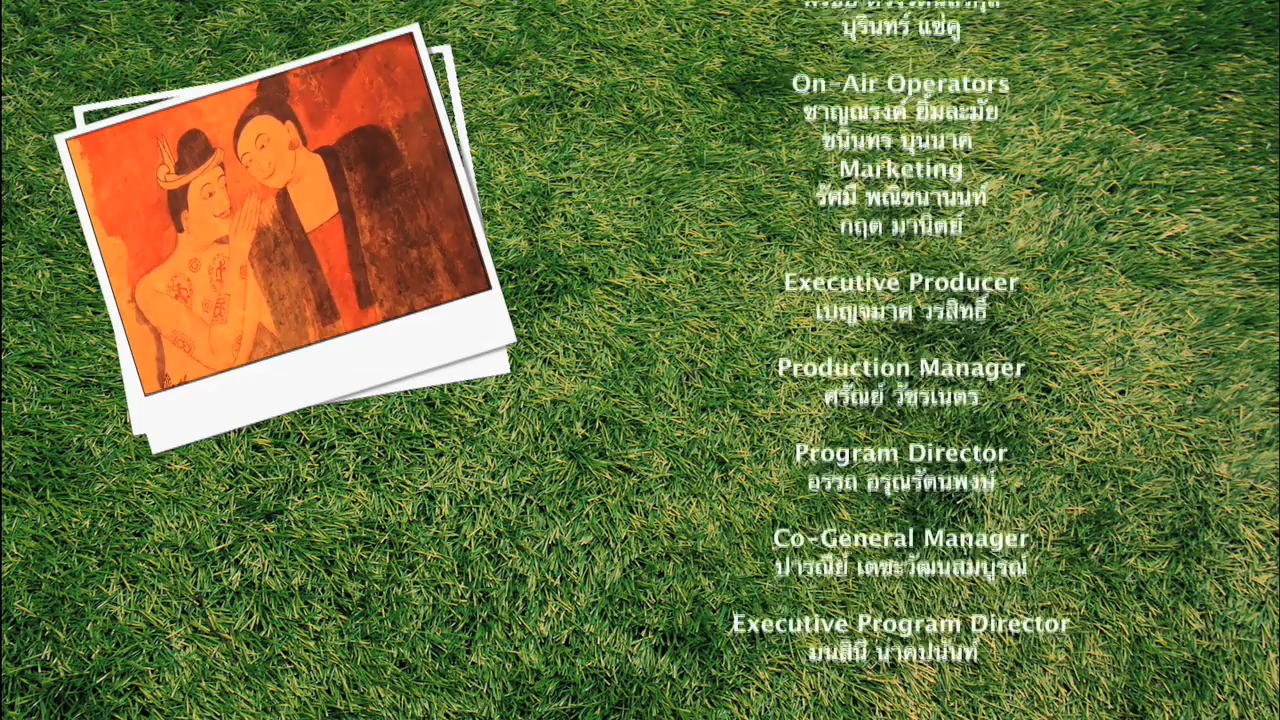 บุรินทร์ แซ่คู
On-Air Operators
ชาญณรงค์ ยิ้มละมัย
ชนินทร บุนนาค
Marketing
รัศมี พณิชนานนท์
กฤต มานิตย์
Executive Producer
เบญจมาศ วรสิทธิ์
Production Manager
ศรัณย์ วัชรเนตร
Program Director
อรรถ อรุณรัตนพงษ์
Co-General Manager
ปารณีย์ เตชะวัฒนสมบูรณ์
Executive Program Director
มนสินี นาคปนันท์